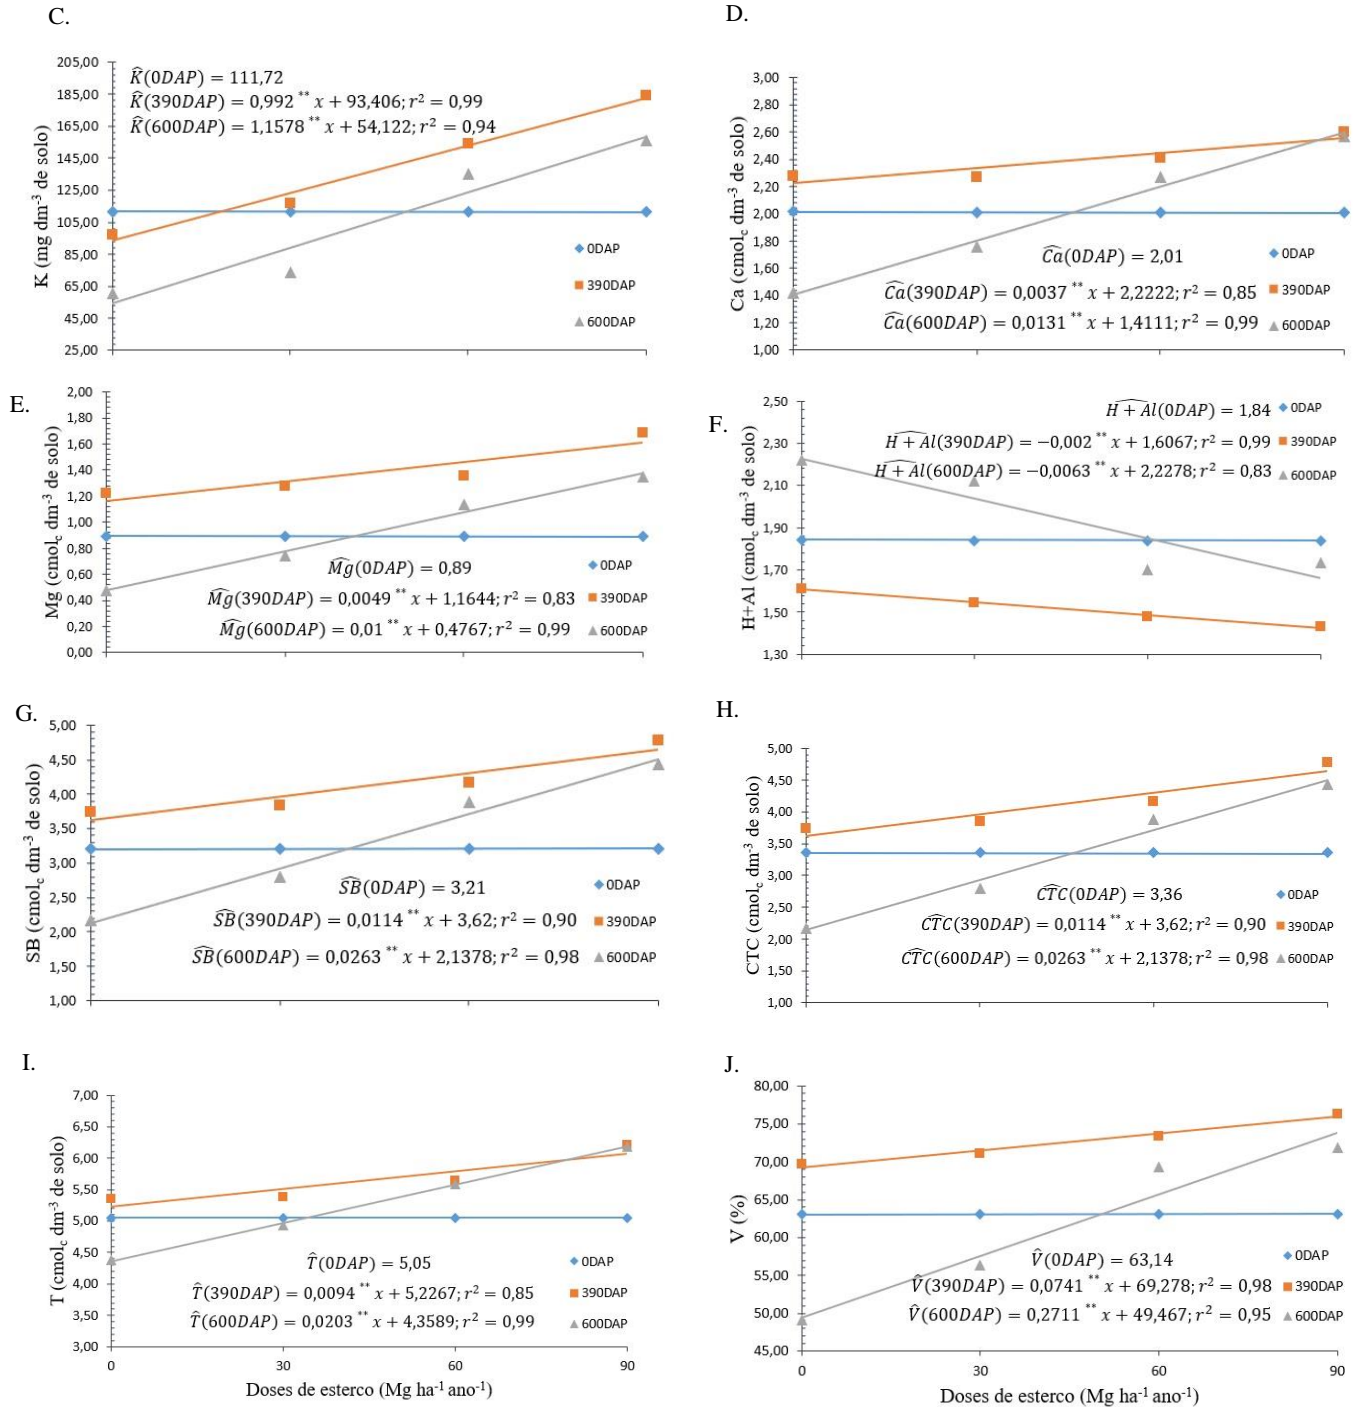 C.
205,00
185,00
165,00
145,00
125,00
105,00
85,00
65,00
45,00
25,00
K (mg dm⁻³ de solo)
K̂(0DAP) = 111,72
K̂(390DAP) = 0,992 ** x + 93,406; r² = 0,99
K̂(600DAP) = 1,1578 ** x + 54,122; r² = 0,94
0DAP
390DAP
600DAP
D.
3,00
2,80
2,60
2,40
2,20
2,00
1,80
1,60
1,40
1,20
1,00
Ca (cmol꜀ dm⁻³ de solo)
Ĉa(0DAP) = 2,01
Ĉa(390DAP) = 0,0037 ** x + 2,2222; r² = 0,85
Ĉa(600DAP) = 0,0131 ** x + 1,4111; r² = 0,99
0DAP
390DAP
600DAP
E.
2,00
1,80
1,60
1,40
1,20
1,00
0,80
0,60
0,40
0,20
0,00
Mg (cmol꜀ dm⁻³ de solo)
M̂g(0DAP) = 0,89
M̂g(390DAP) = 0,0049 ** x + 1,1644; r² = 0,83
M̂g(600DAP) = 0,01 ** x + 0,4767; r² = 0,99
0DAP
390DAP
600DAP
F.
2,50
2,30
2,10
1,90
1,70
1,50
1,30
H+Al (cmol꜀ dm⁻³ de solo)
H +̂ Al(0DAP) = 1,84
H +̂ Al(390DAP) = −0,002 ** x + 1,6067; r² = 0,99
H +̂ Al(600DAP) = −0,0063 ** x + 2,2278; r² = 0,83
0DAP
390DAP
600DAP
G.
5,00
4,50
4,00
3,50
3,00
2,50
2,00
1,50
1,00
SB (cmol꜀ dm⁻³ de solo)
ŜB(0DAP) = 3,21
ŜB(390DAP) = 0,0114 ** x + 3,62; r² = 0,90
ŜB(600DAP) = 0,0263 ** x + 2,1378; r² = 0,98
0DAP
390DAP
600DAP
H.
5,00
4,50
4,00
3,50
3,00
2,50
2,00
1,50
1,00
CTC (cmol꜀ dm⁻³ de solo)
CT̂C(0DAP) = 3,36
CT̂C(390DAP) = 0,0114 ** x + 3,62; r² = 0,90
CT̂C(600DAP) = 0,0263 ** x + 2,1378; r² = 0,98
0DAP
390DAP
600DAP
I.
7,00
6,50
6,00
5,50
5,00
4,50
4,00
3,50
3,00
T (cmol꜀ dm⁻³ de solo)
T̂(0DAP) = 5,05
T̂(390DAP) = 0,0094 ** x + 5,2267; r² = 0,85
T̂(600DAP) = 0,0203 ** x + 4,3589; r² = 0,99
0DAP
390DAP
600DAP
0 30 60 90
Doses de esterco (Mg ha⁻¹ ano⁻¹)
J.
80,00
75,00
70,00
65,00
60,00
55,00
50,00
45,00
V (%)
V̂(0DAP) = 63,14
V̂(390DAP) = 0,0741 ** x + 69,278; r² = 0,98
V̂(600DAP) = 0,2711 ** x + 49,467; r² = 0,95
0DAP
390DAP
600DAP
0 30 60 90
Doses de esterco (Mg ha⁻¹ ano⁻¹)